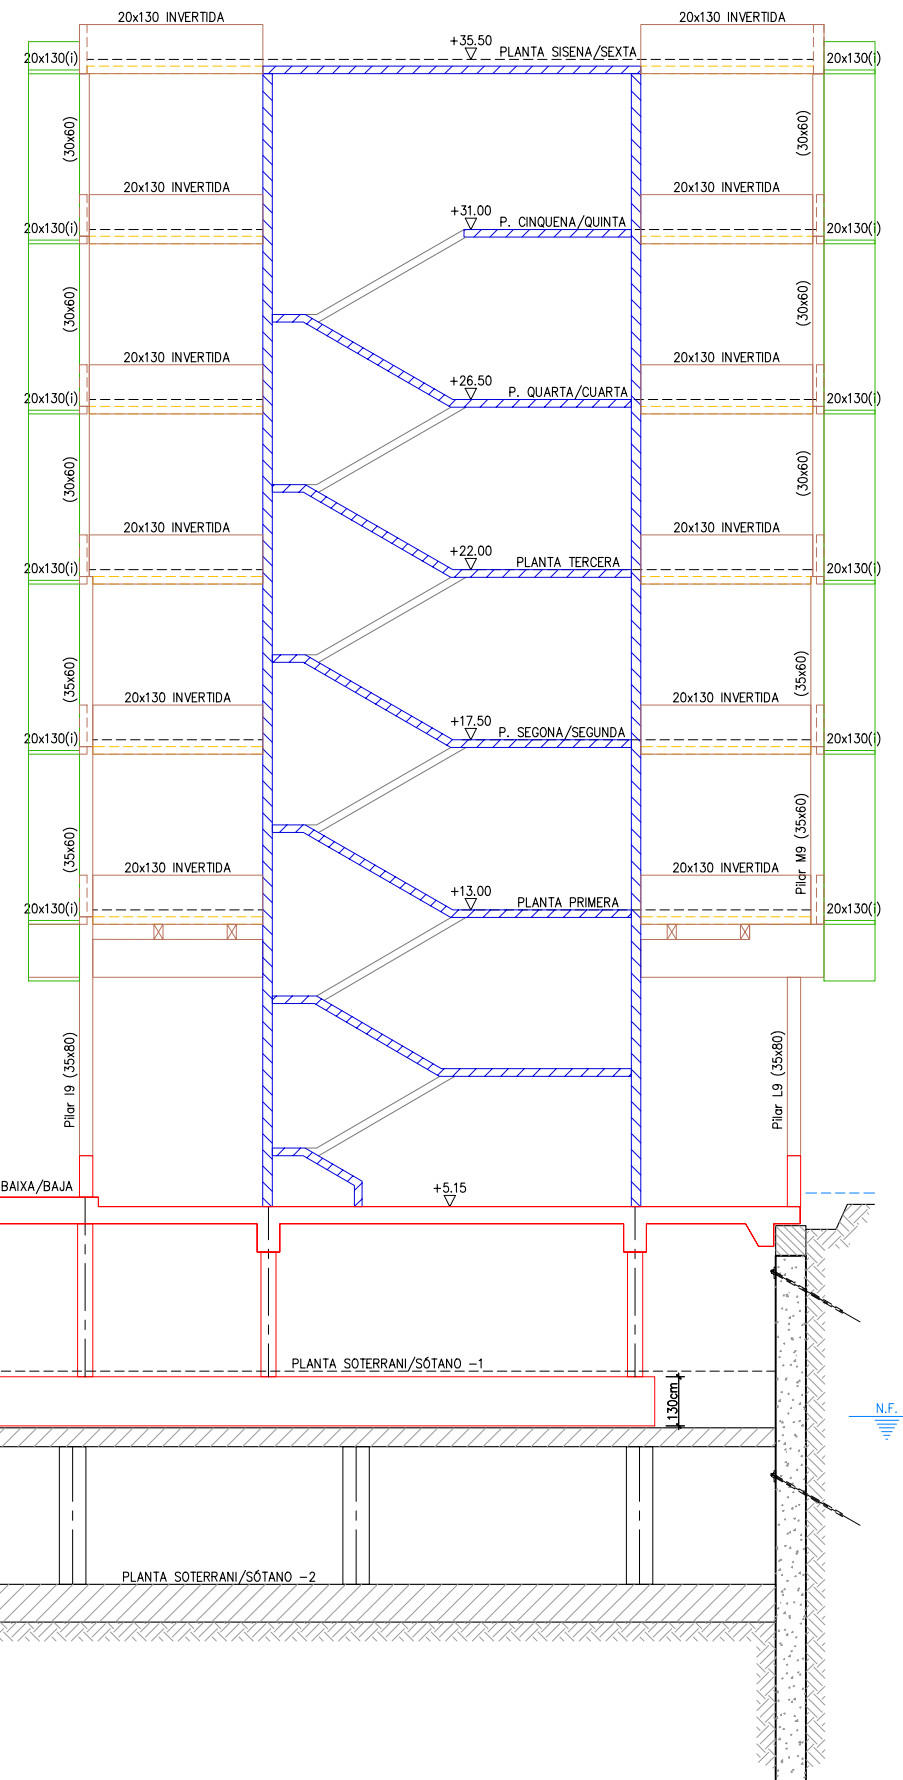 20x130 INVERTIDA
20x130 INVERTIDA
+35.50
PLANTA SISENA/SEXTA
20x130(i)
20x130(i)
(30x60)
(30x60)
20x130 INVERTIDA
20x130 INVERTIDA
+31.00
P. CINQUENA/QUINTA
20x130(i)
20x130(i)
(30x60)
(30x60)
20x130 INVERTIDA
20x130 INVERTIDA
+26.50
P. QUARTA/CUARTA
20x130(i)
20x130(i)
(30x60)
(30x60)
20x130 INVERTIDA
20x130 INVERTIDA
+22.00
PLANTA TERCERA
20x130(i)
20x130(i)
(35x60)
(35x60)
20x130 INVERTIDA
20x130 INVERTIDA
+17.50
P. SEGONA/SEGUNDA
20x130(i)
20x130(i)
(35x60)
Pilar M9 (35x60)
20x130 INVERTIDA
20x130 INVERTIDA
+13.00
PLANTA PRIMERA
20x130(i)
20x130(i)
Pilar I9 (35x80)
Pilar L9 (35x80)
BAIXA/BAJA
+5.15
PLANTA SOTERRANI/SÓTANO -1
130cm
N.F.
PLANTA SOTERRANI/SÓTANO -2